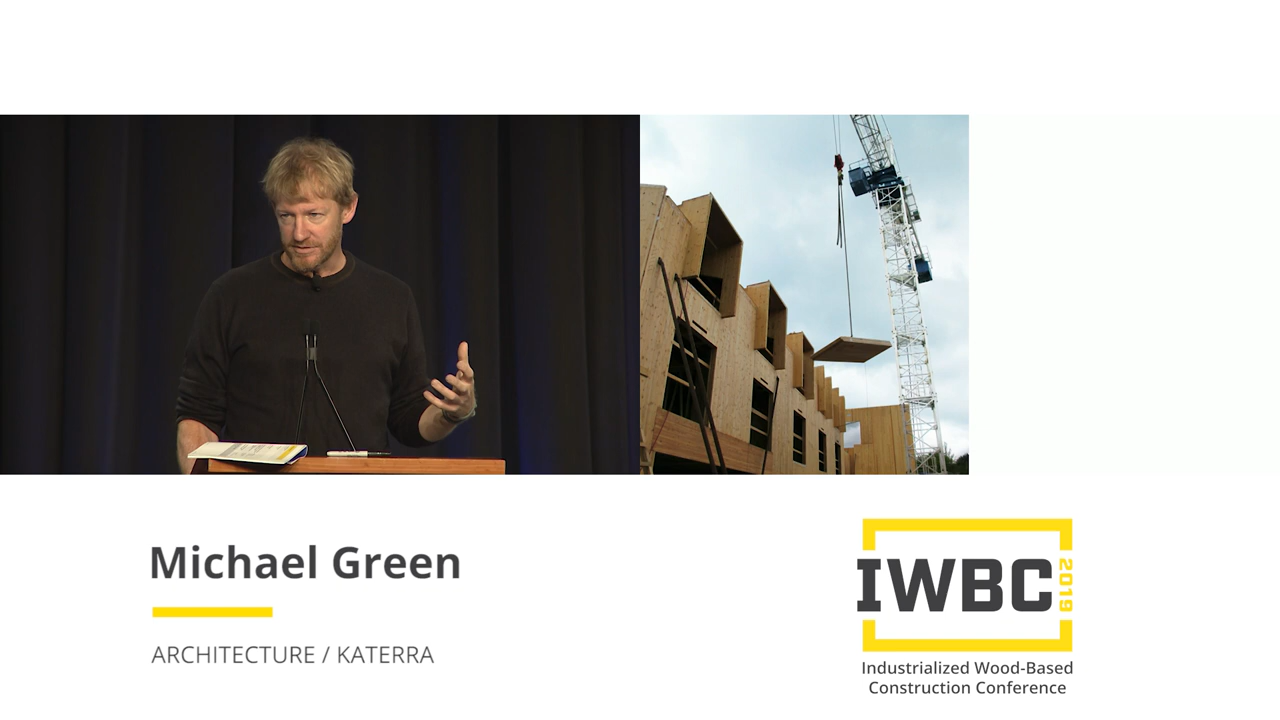 Michael Green
ARCHITECTURE / KATERRA
IWBC 2019
Industrialized Wood-Based
Construction Conference